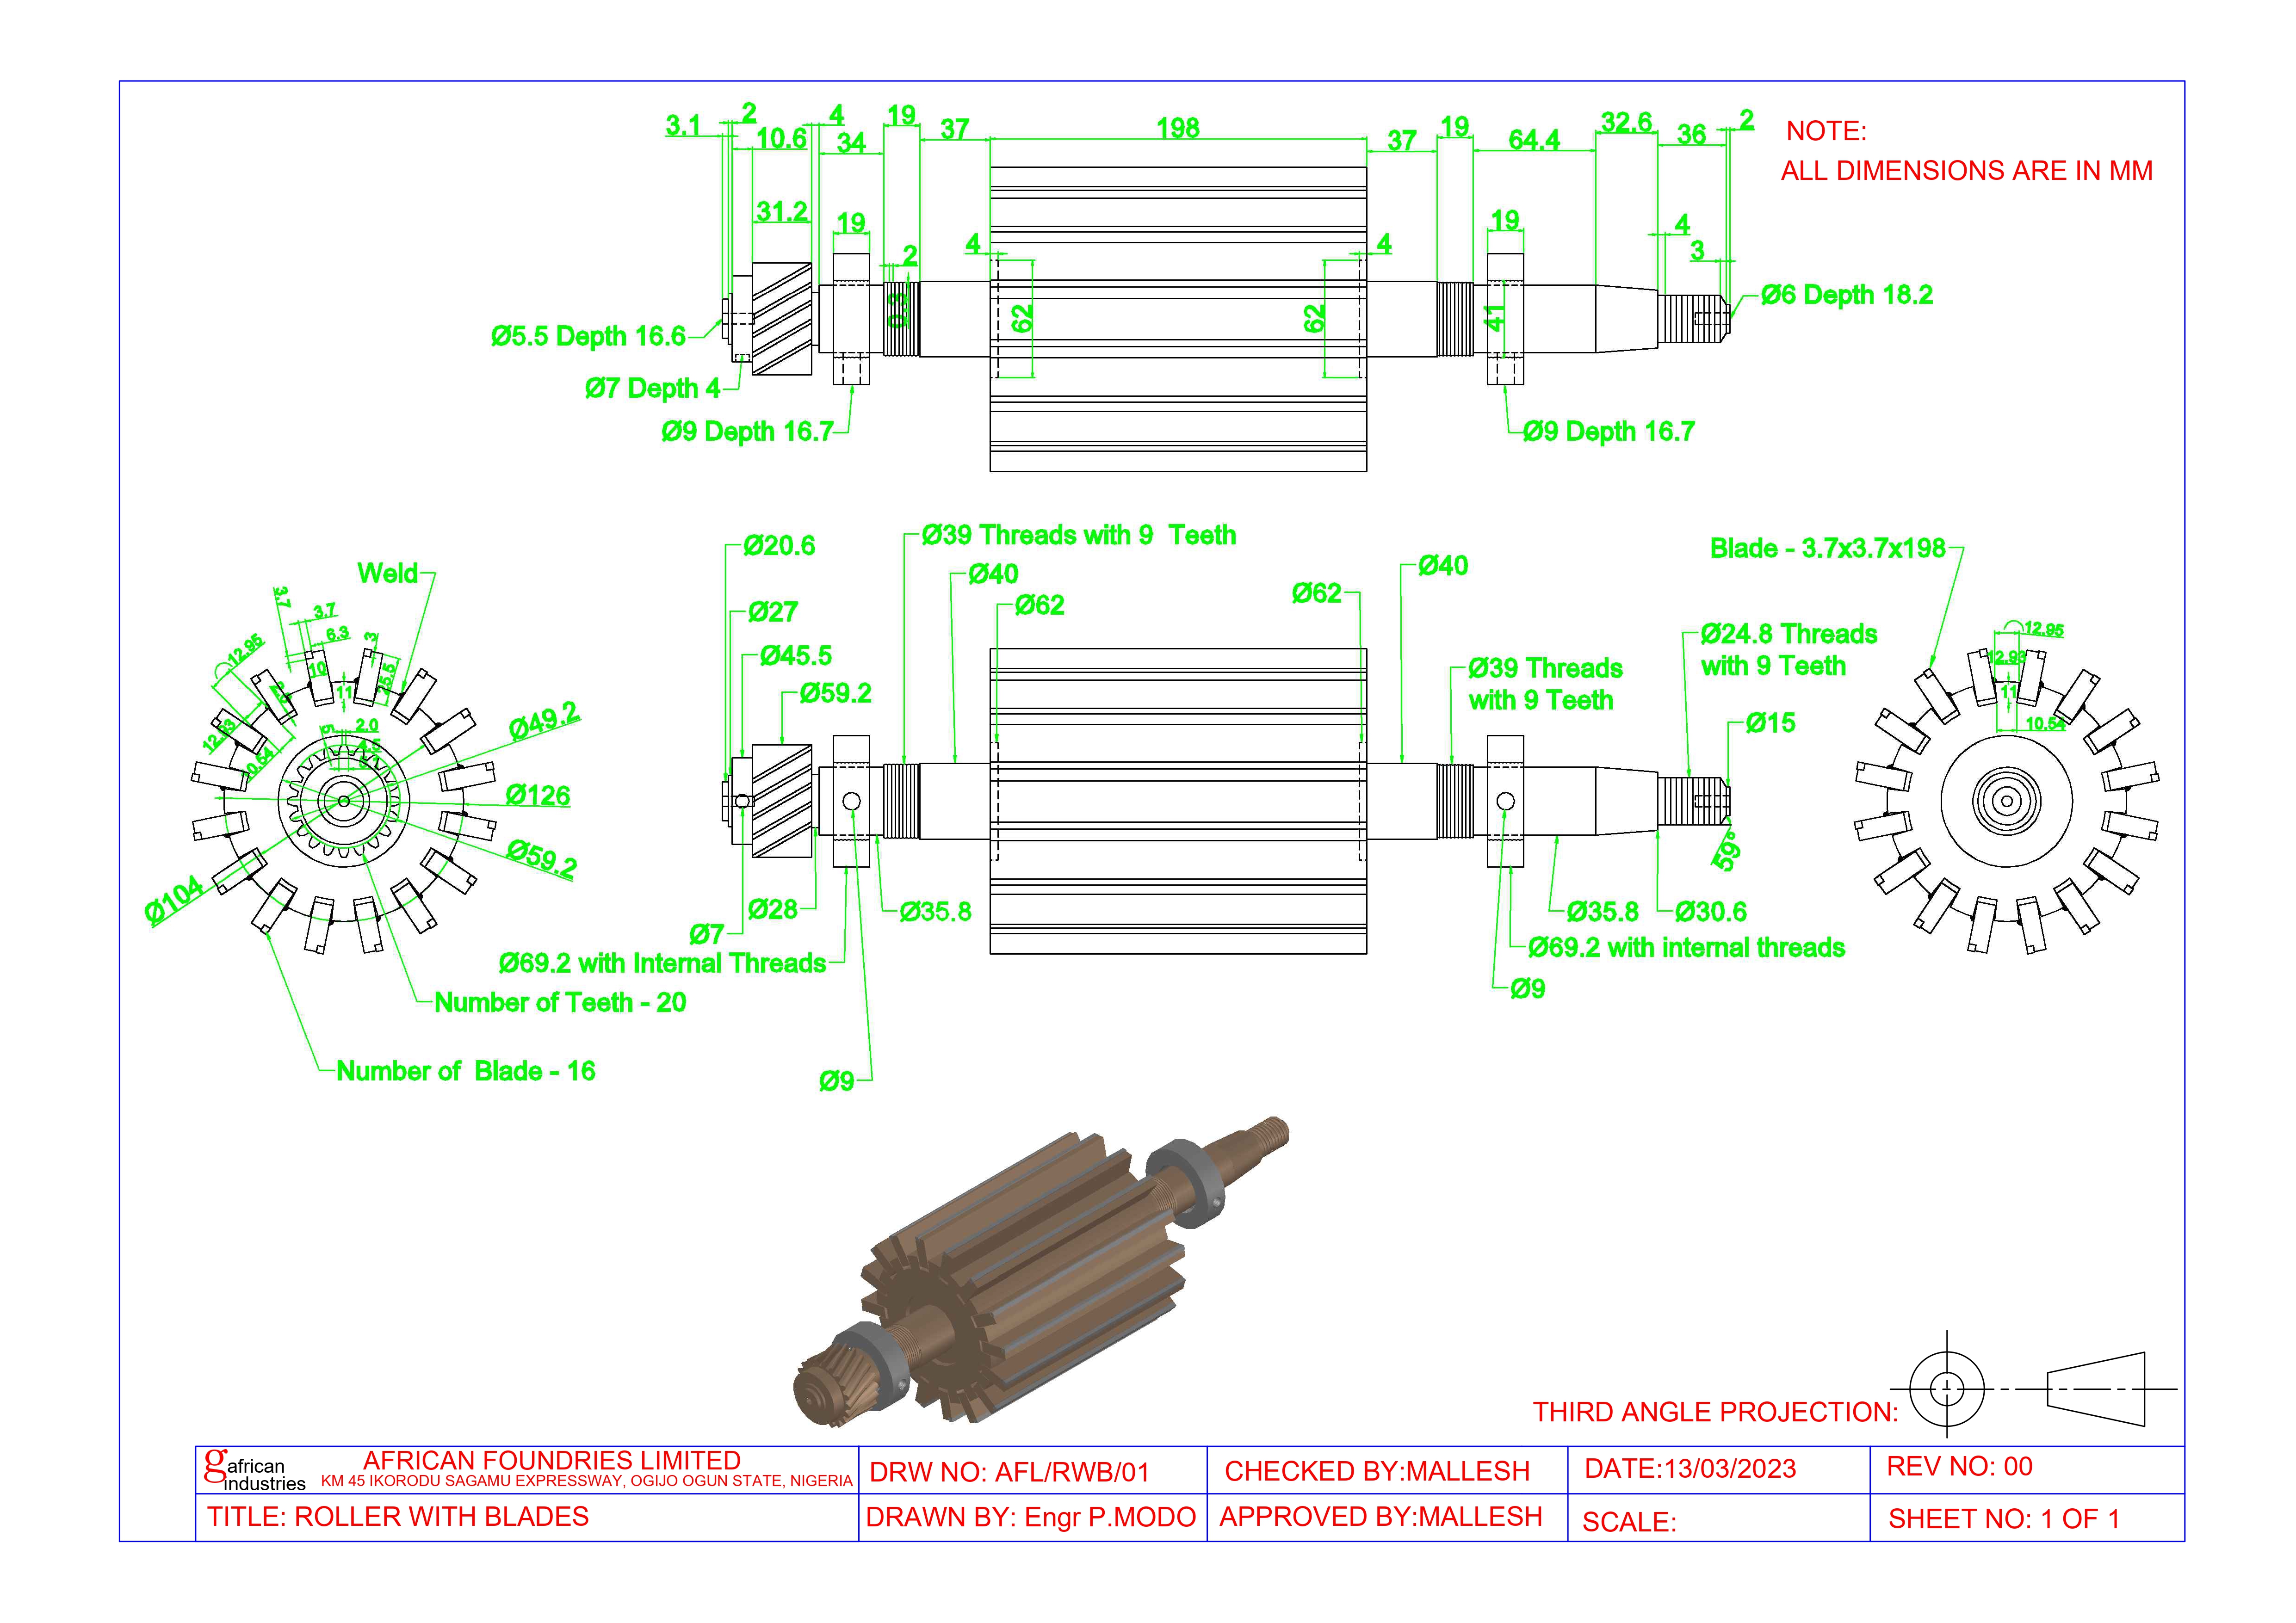 3.1
2
10.6
4
34
19
37
198
37
19
64.4
32.6
36
2
NOTE:
ALL DIMENSIONS ARE IN MM
31.2
19
2
0.3
4
62
62
4
19
41
4
3
Ø5.5 Depth 16.6
Ø7 Depth 4
Ø9 Depth 16.7
Ø6 Depth 18.2
Ø9 Depth 16.7
Weld
3.7
3.7
6.3
3
12.95
10
25.5
11
12.93
10.54
5
2.0
4.5
Ø49.2
Ø126
Ø59.2
Ø104
Number of Teeth - 20
Number of Blade - 16
Ø20.6
Ø27
Ø45.5
Ø59.2
Ø39 Threads with 9 Teeth
Ø40
Ø62
Ø62
Ø40
Ø39 Threads
with 9 Teeth
Ø24.8 Threads
with 9 Teeth
Ø15
59°
Ø28
Ø7
Ø35.8
Ø69.2 with Internal Threads
Ø9
Ø35.8
Ø30.6
Ø69.2 with internal threads
Ø9
Blade - 3.7x3.7x198
12.95
12.93
11
10.54
THIRD ANGLE PROJECTION:
g african
industries
AFRICAN FOUNDRIES LIMITED
KM 45 IKORODU SAGAMU EXPRESSWAY, OGIJO OGUN STATE, NIGERIA
DRW NO: AFL/RWB/01
CHECKED BY:MALLESH
DATE:13/03/2023
REV NO: 00
TITLE: ROLLER WITH BLADES
DRAWN BY: Engr P.MODO
APPROVED BY:MALLESH
SCALE:
SHEET NO: 1 OF 1